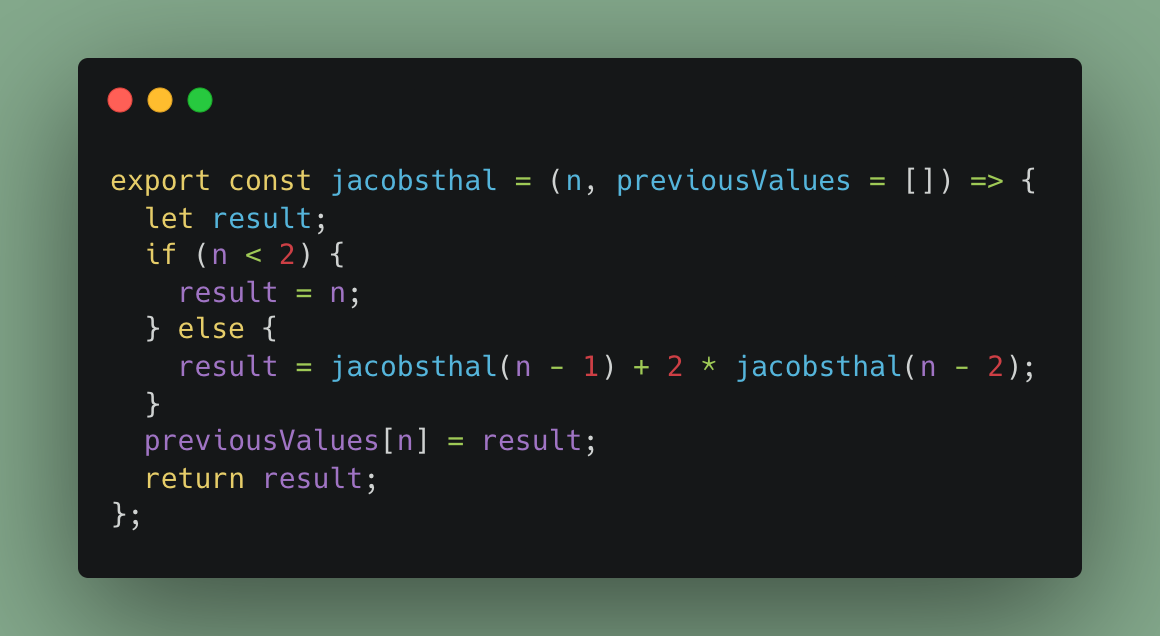 export const jacobsthal = (n, previousValues = []) => {
  let result;
  if (n < 2) {
    result = n;
  } else {
    result = jacobsthal(n - 1) + 2 * jacobsthal(n - 2);
  }
  previousValues[n] = result;
  return result;
};